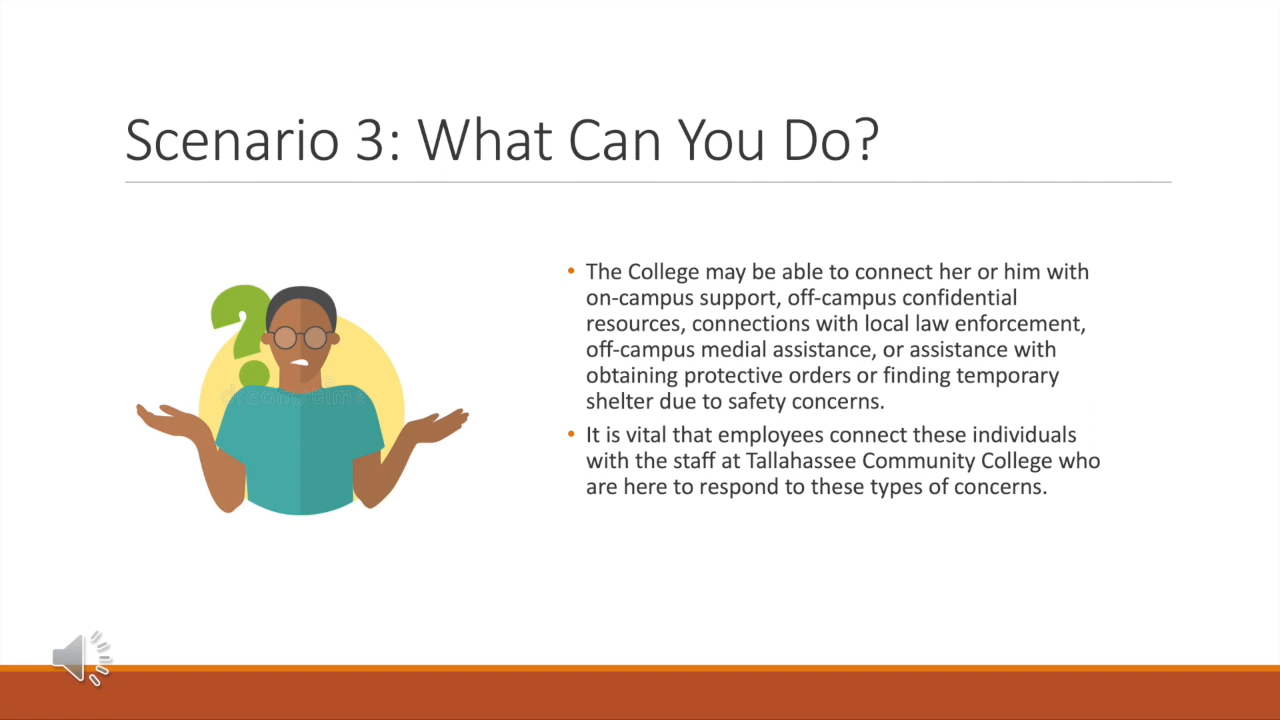 Scenario 3: What Can You Do?
?
dreamstime
• The College may be able to connect her or him with
on-campus support, off-campus confidential
resources, connections with local law enforcement,
off-campus medial assistance, or assistance with
obtaining protective orders or finding temporary
shelter due to safety concerns.
• It is vital that employees connect these individuals
with the staff at Tallahassee Community College who
are here to respond to these types of concerns.